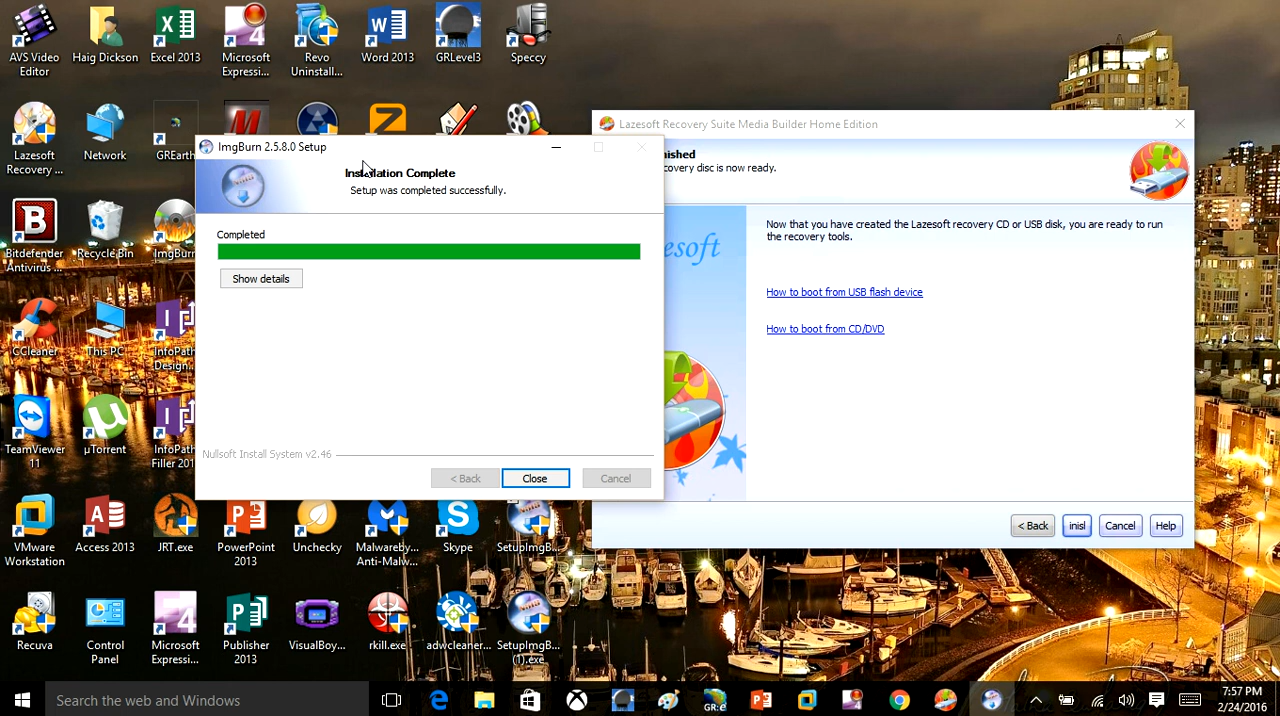 AVS Video
Editor
Haig Dickson
Excel 2013
Microsoft
Expressi...
Revo
Uninstall...
Word 2013
GRLevel3
Speccy
Lazesoft
Recovery ...
Network
GREarth
Bitdefender
Antivirus ...
Recycle Bin
ImgBurn
CCleaner
This PC
InfoPath
Design...
TeamViewer
11
µTorrent
InfoPath
Filler 201
VMware
Workstation
Access 2013
JRT.exe
PowerPoint
2013
Unchecky
Malwareby...
Anti-Malw...
Skype
SetupImgB...
Recuva
Control
Panel
Microsoft
Expressi...
Publisher
2013
VisualBoy...
rkill.exe
adwcleaner...
SetupImgB...
(1).exe
ImgBurn 2.5.8.0 Setup
Installation Complete
Setup was completed successfully.
Completed
Show details
Nullsoft Install System v2.46
< Back
Close
Cancel
Lazesoft Recovery Suite Media Builder Home Edition
nished
covery disc is now ready.
esoft
Now that you have created the Lazesoft recovery CD or USB disk, you are ready to run
the recovery tools.
How to boot from USB flash device
How to boot from CD/DVD
< Back
inisl
Cancel
Help
Search the web and Windows
GR:e
7:57 PM
2/24/2016